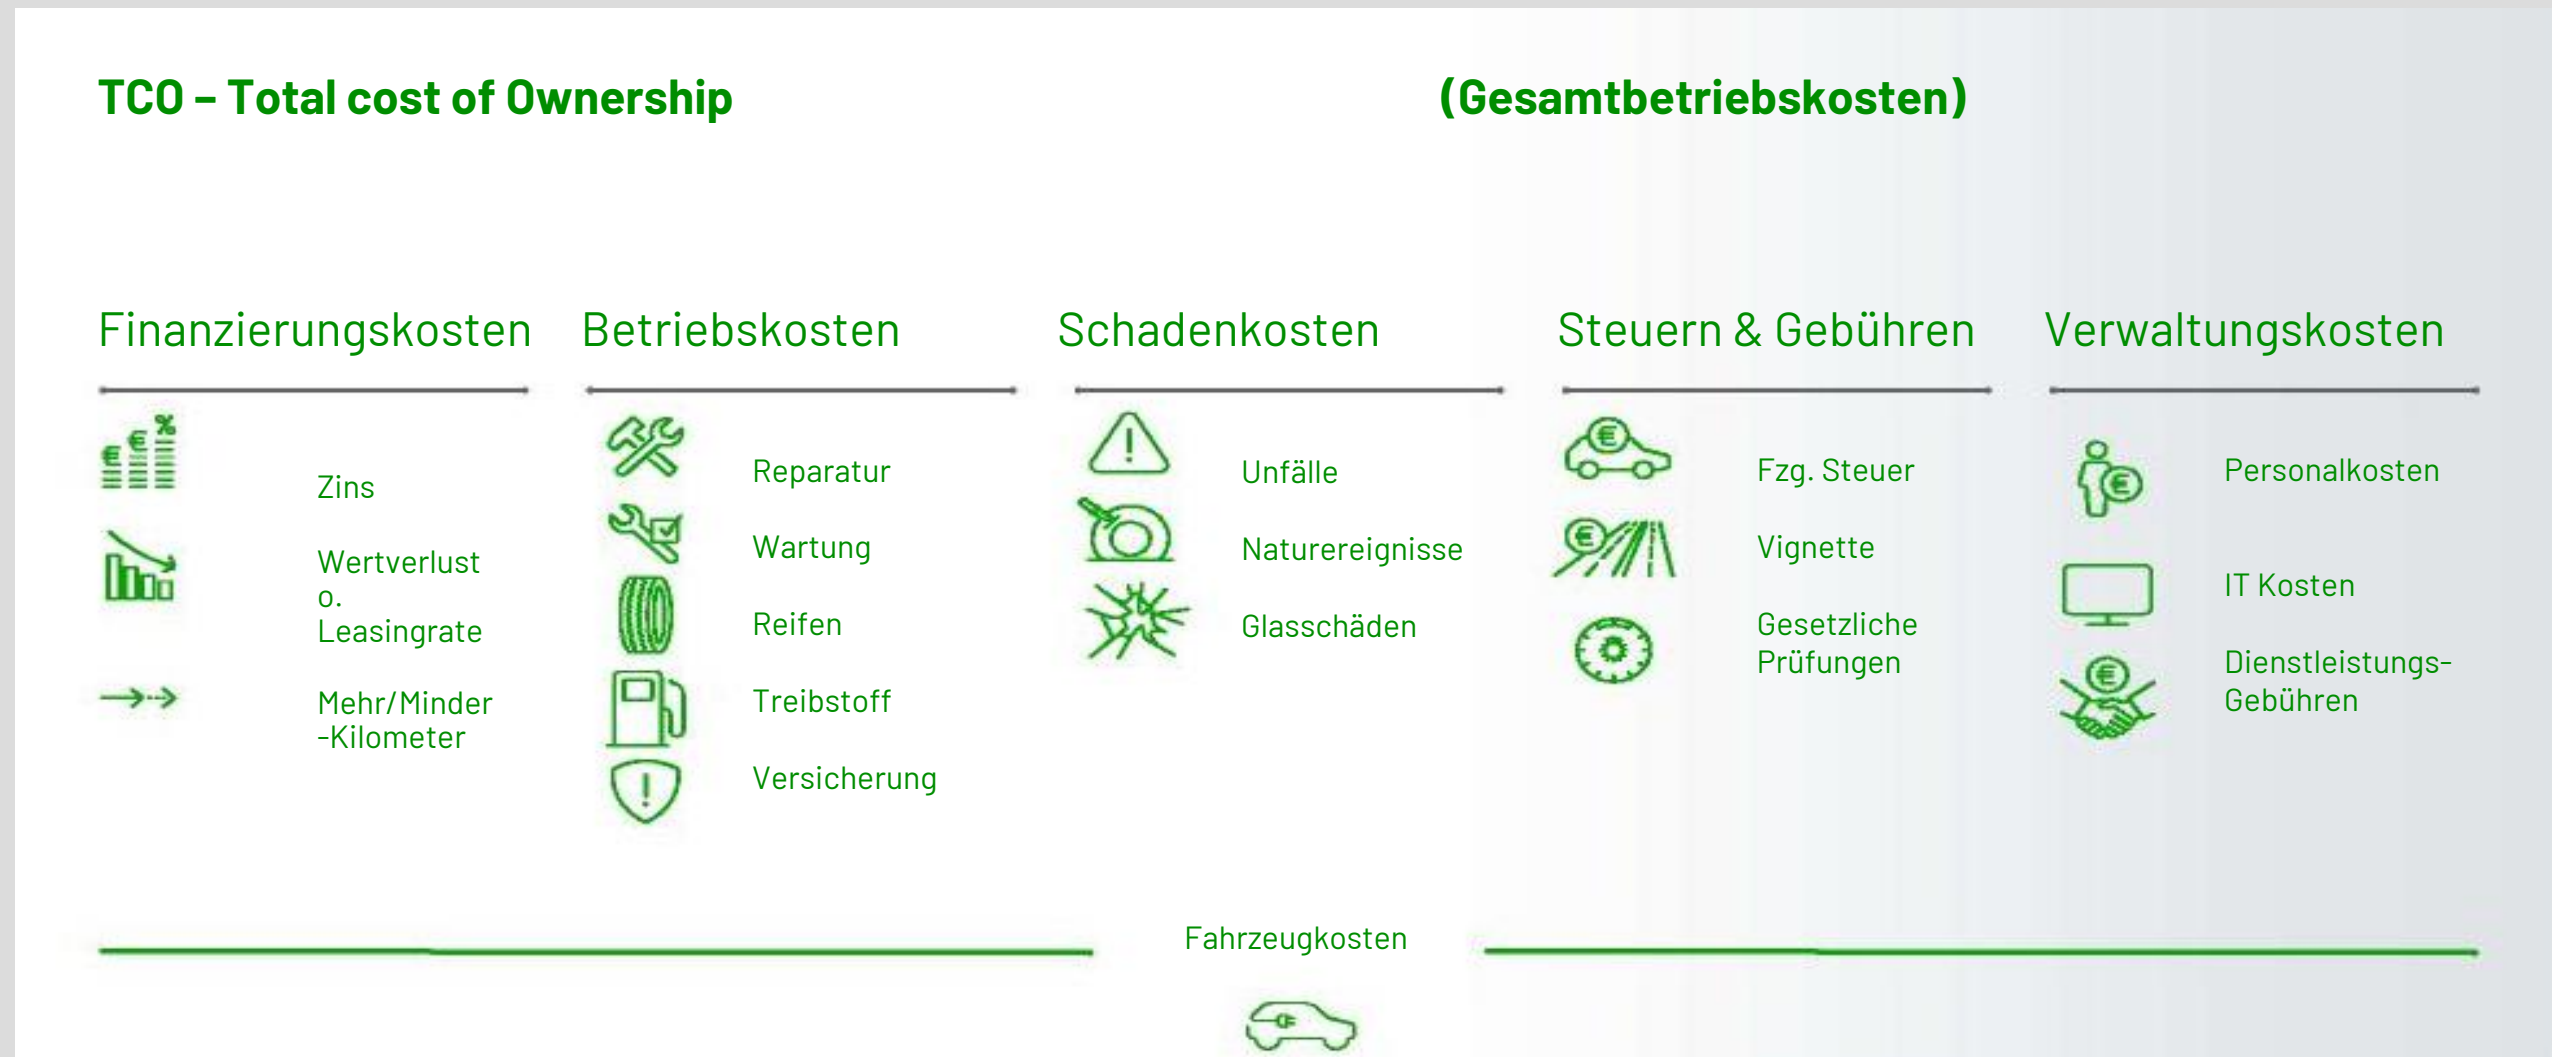 TCO – Total cost of Ownership (Gesamtbetriebskosten)
Finanzierungskosten
Zins
Wertverlust
o.
Leasingrate
Mehr/Minder
-Kilometer
Betriebskosten
Reparatur
Wartung
Reifen
Treibstoff
Versicherung
Schadenkosten
Unfälle
Naturereignisse
Glasschäden
Steuern & Gebühren
Fzg. Steuer
Vignette
Gesetzliche
Prüfungen
Verwaltungskosten
Personalkosten
IT Kosten
Dienstleistungs-
Gebühren
Fahrzeugkosten